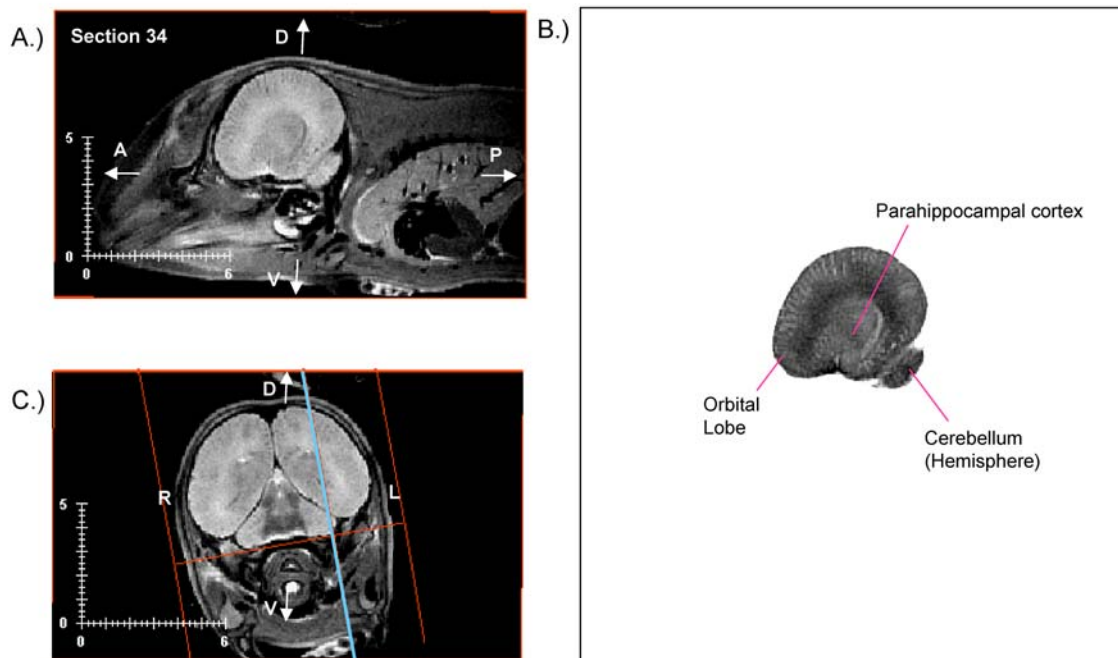 A.)
Section 34
D
A
P
5
0
0
6
V
B.)
Parahippocampal cortex
Orbital
Lobe
Cerebellum
(Hemisphere)
C.)
D
R
L
5
V
0
0
6